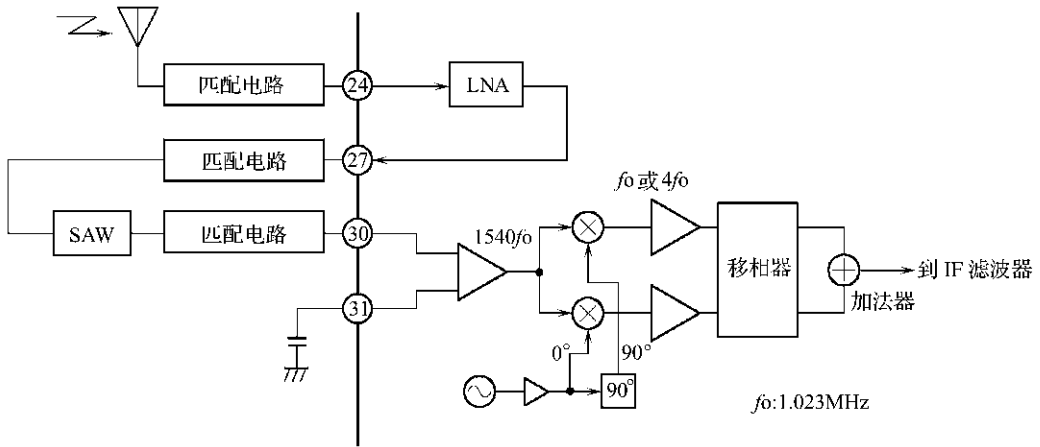 匹配电路
24
LNA
匹配电路
27
SAW
匹配电路
30
31
1540fo
fo或4fo
移相器
到 IF 滤波器
加法器
0°
90°
90°
fo:1.023MHz